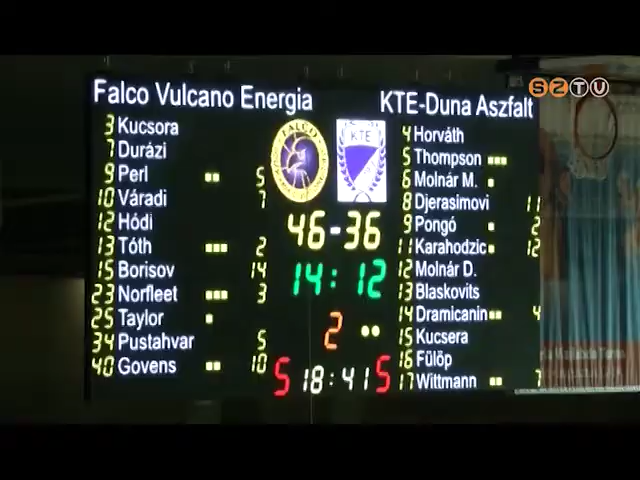 SZTV
Falco Vulcano Energia
KTE-Duna Aszfalt
3 Kucsora
7 Durázi
9 Perl 5
10 Váradi 7
12 Hódi
13 Tóth 2
15 Borisov 14
23 Norfleet 3
25 Taylor
34 Pustahvar 5
40 Govens 10
FALCO
KTE
46-36
14:12
2
5 18:41 5
4 Horváth
5 Thompson
6 Molnár M.
8 Djerasimovi 11
9 Pongó 2
11 Karahodzic 12
12 Molnár D.
13 Blaskovits
14 Dramicanin 4
15 Kucsera
16 Fülöp
17 Wittmann 7